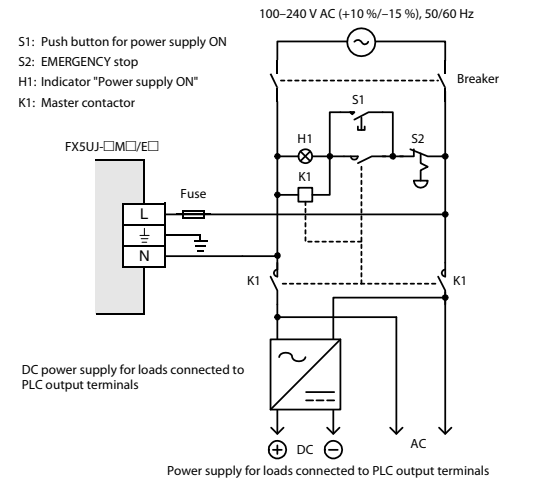 100–240 V AC (+10 %/–15 %), 50/60 Hz
S1: Push button for power supply ON
S2: EMERGENCY stop
H1: Indicator "Power supply ON"
K1: Master contactor
Breaker
S1
FX5UJ-□M□/E□
H1
S2
K1
Fuse
L
N
K1
K1
DC power supply for loads connected to
PLC output terminals
+ DC −
AC
Power supply for loads connected to PLC output terminals